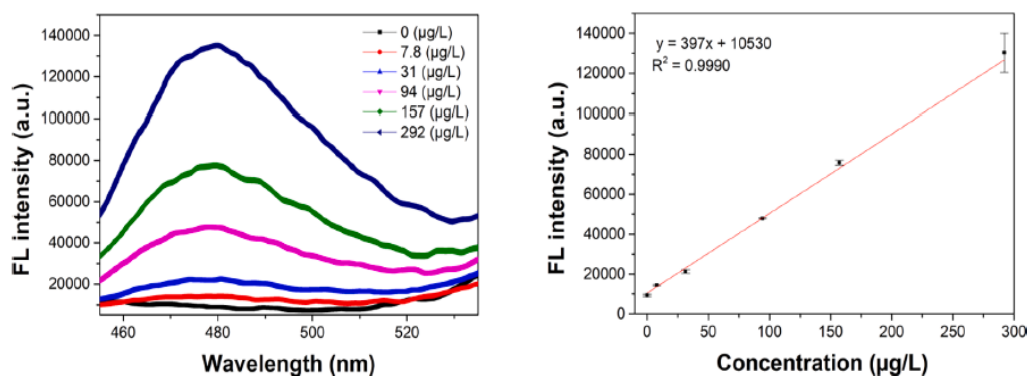 140000
120000
100000
80000
60000
40000
20000
FL intensity (a.u.)
0 (µg/L)
7.8 (µg/L)
31 (µg/L)
94 (µg/L)
157 (µg/L)
292 (µg/L)
460
480
500
520
Wavelength (nm)
140000
120000
100000
80000
60000
40000
20000
0
FL intensity (a.u.)
y = 397x + 10530
R² = 0.9990
0
50
100
150
200
250
300
Concentration (µg/L)